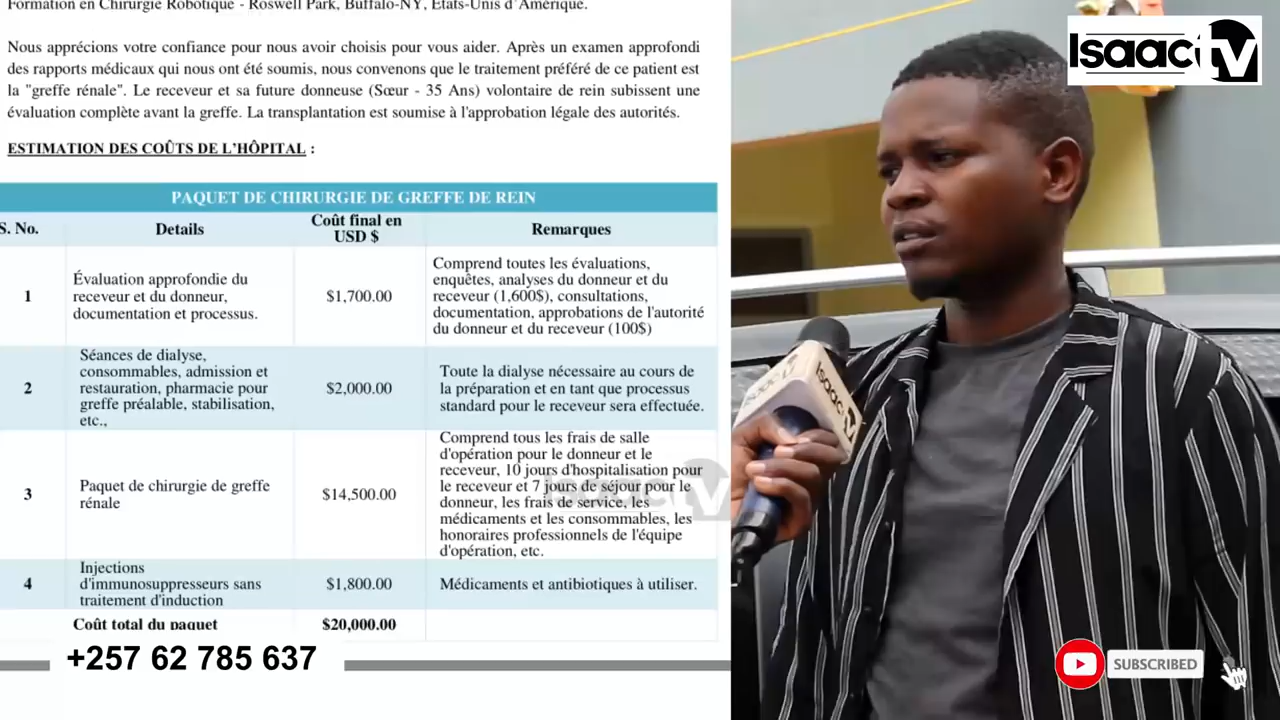 Formation en Chirurgie Robotique - Roswell Park, Buffalo-NY, États-Unis d'Amérique.
Nous apprécions votre confiance pour nous avoir choisis pour vous aider. Après un examen approfondi
des rapports médicaux qui nous ont été soumis, nous convenons que le traitement préféré de ce patient est
la "greffe rénale". Le receveur et sa future donneuse (Sœur - 35 Ans) volontaire de rein subissent une
évaluation complète avant la greffe. La transplantation est soumise à l'approbation légale des autorités.
ESTIMATION DES COÛTS DE L'HÔPITAL :
PAQUET DE CHIRURGIE DE GREFFE DE REIN
S. No.
Details
Coût final en
USD $
Remarques
1
Évaluation approfondie du
receveur et du donneur,
documentation et processus.
$1,700.00
Comprend toutes les évaluations,
enquêtes, analyses du donneur et du
receveur (1,600$), consultations,
documentation, approbations de l'autorité
du donneur et du receveur (100$)
2
Séances de dialyse,
consommables, admission et
restauration, pharmacie pour
greffe préalable, stabilisation,
etc.,
$2,000.00
Toute la dialyse nécessaire au cours de
la préparation et en tant que processus
standard pour le receveur sera effectuée.
3
Paquet de chirurgie de greffe
rénale
$14,500.00
Comprend tous les frais de salle
d'opération pour le donneur et le
receveur, 10 jours d'hospitalisation pour
le receveur et 7 jours de séjour pour le
donneur, les frais de service, les
médicaments et les consommables, les
honoraires professionnels de l'équipe
d'opération, etc.
4
Injections
d'immunosuppresseurs sans
traitement d'induction
$1,800.00
Médicaments et antibiotiques à utiliser.
Coût total du paquet
$20,000.00
+257 62 785 637
Isaac tv
Isaac tv
Isaac tv
SUBSCRIBED